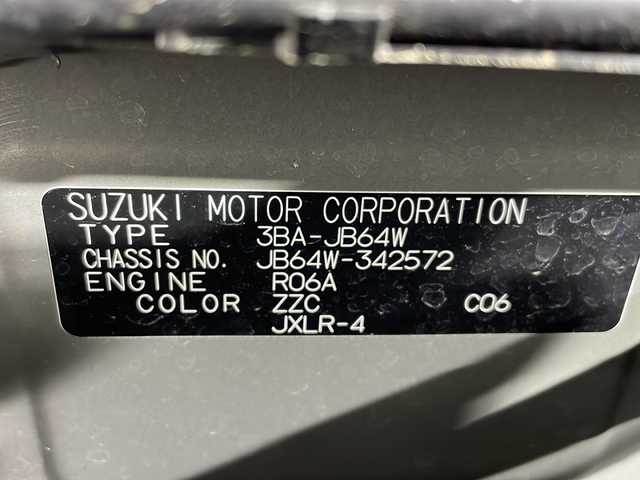 SUZUKI MOTOR CORPORATION
TYPE 3BA-JB64W
CHASSIS NO. JB64W-342572
ENGINE R06A
COLOR ZZC C06
JXLR-4